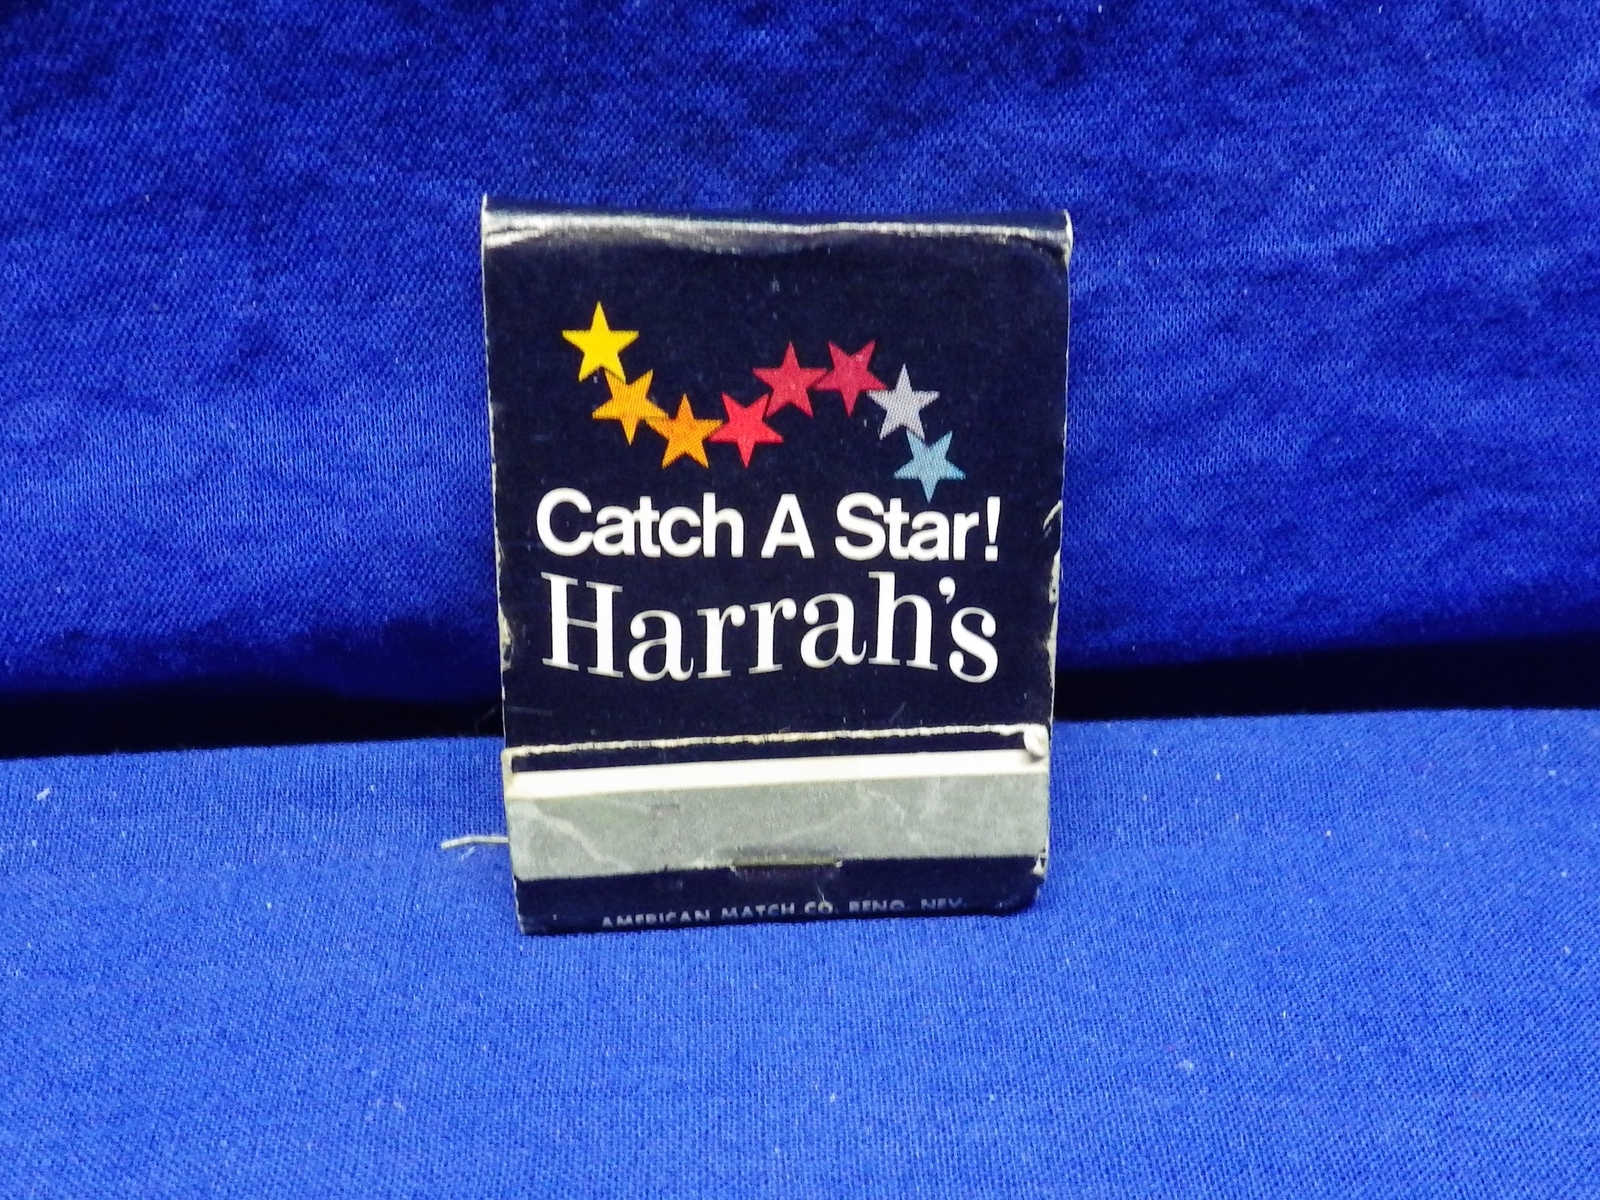 Catch A Star!
Harrah's
AMERICAN MATCH CO. RENO, NEV.